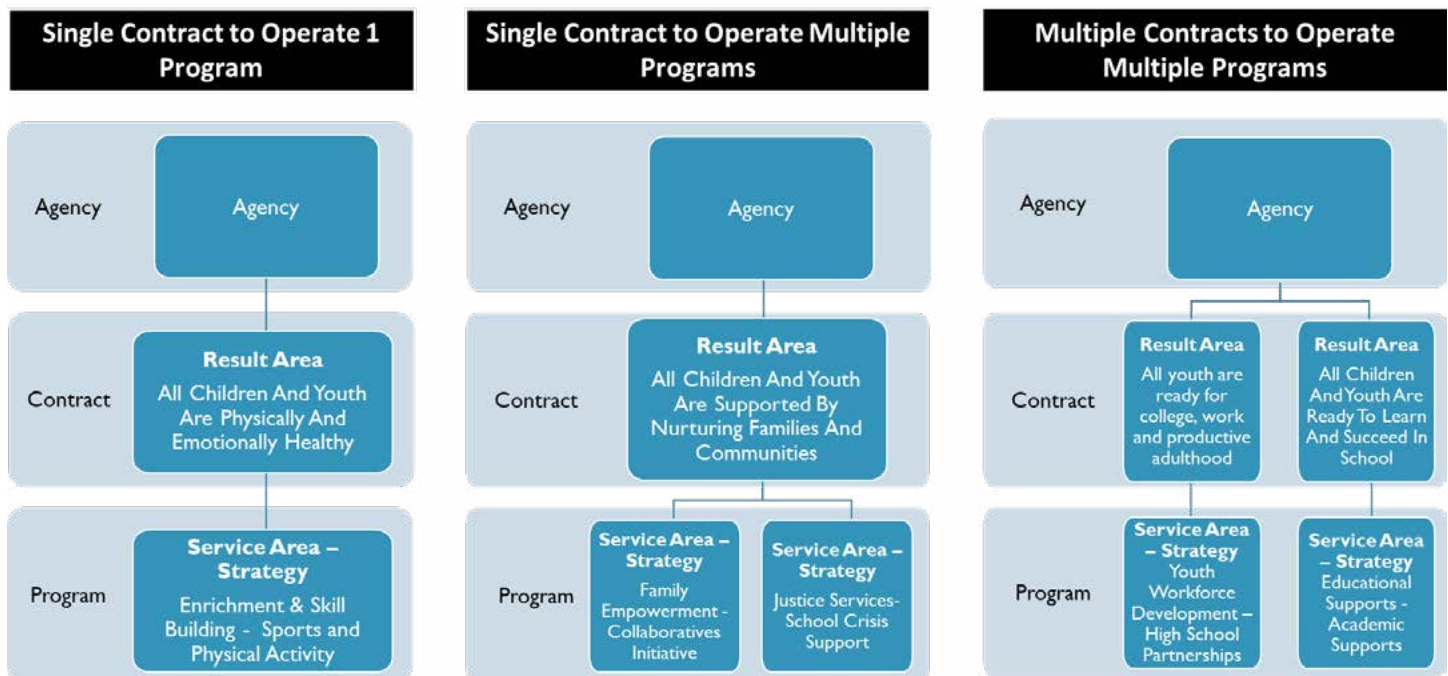 Single Contract to Operate 1
Program
Agency
Agency
Contract
Result Area
All Children And Youth
Are Physically And
Emotionally Healthy
Program
Service Area –
Strategy
Enrichment & Skill
Building - Sports and
Physical Activity
Single Contract to Operate Multiple
Programs
Agency
Agency
Contract
Result Area
All Children And Youth
Are Supported By
Nurturing Families And
Communities
Program
Service Area –
Strategy
Family
Empowerment -
Collaboratives
Initiative
Service Area –
Strategy
Justice Services-
School Crisis
Support
Multiple Contracts to Operate
Multiple Programs
Agency
Agency
Contract
Result Area
All youth are
ready for
college, work
and productive
adulthood
Result Area
All Children
And Youth Are
Ready To Learn
And Succeed In
School
Program
Service Area
– Strategy
Youth
Workforce
Development –
High School
Partnerships
Service Area
– Strategy
Educational
Supports -
Academic
Supports